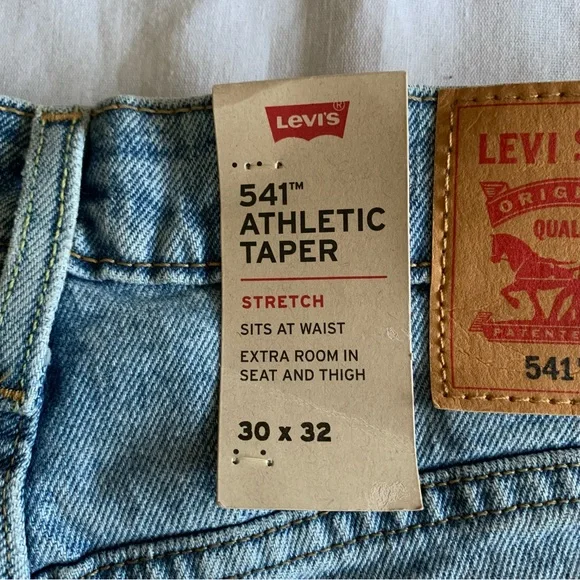 Levi's®
541™
ATHLETIC
TAPER
STRETCH
SITS AT WAIST
EXTRA ROOM IN
SEAT AND THIGH
30 x 32
LEVI
QUAL
541